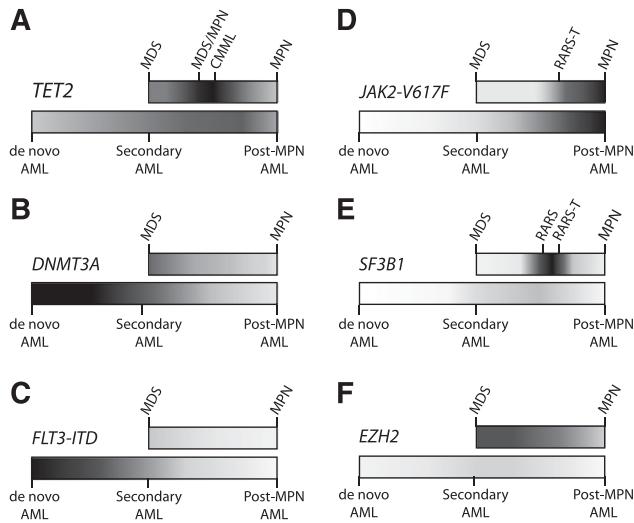 A
MDS
MDS/MPN
CMML
MPN
TET2
de novo
AML
Secondary
AML
Post-MPN
AML
B
MDS
MPN
DNMT3A
de novo
AML
Secondary
AML
Post-MPN
AML
C
MDS
MPN
FLT3-ITD
de novo
AML
Secondary
AML
Post-MPN
AML
D
MDS
RARS-T
MPN
JAK2-V617F
de novo
AML
Secondary
AML
Post-MPN
AML
E
MDS
RARS
RARS-T
MPN
SF3B1
de novo
AML
Secondary
AML
Post-MPN
AML
F
MDS
MPN
EZH2
de novo
AML
Secondary
AML
Post-MPN
AML